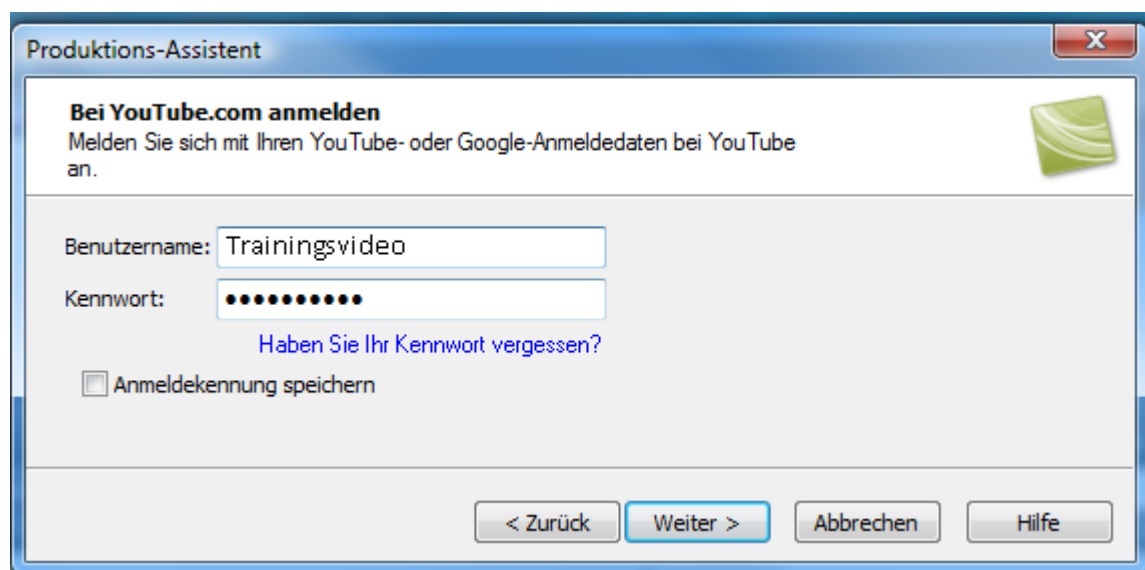 Produktions-Assistent
Bei YouTube.com anmelden
Melden Sie sich mit Ihren YouTube- oder Google-Anmeldedaten bei YouTube
an.
Benutzername: Trainingsvideo
Kennwort: ••••••••••
Haben Sie Ihr Kennwort vergessen?
Anmeldekennung speichern
< Zurück Weiter > Abbrechen Hilfe